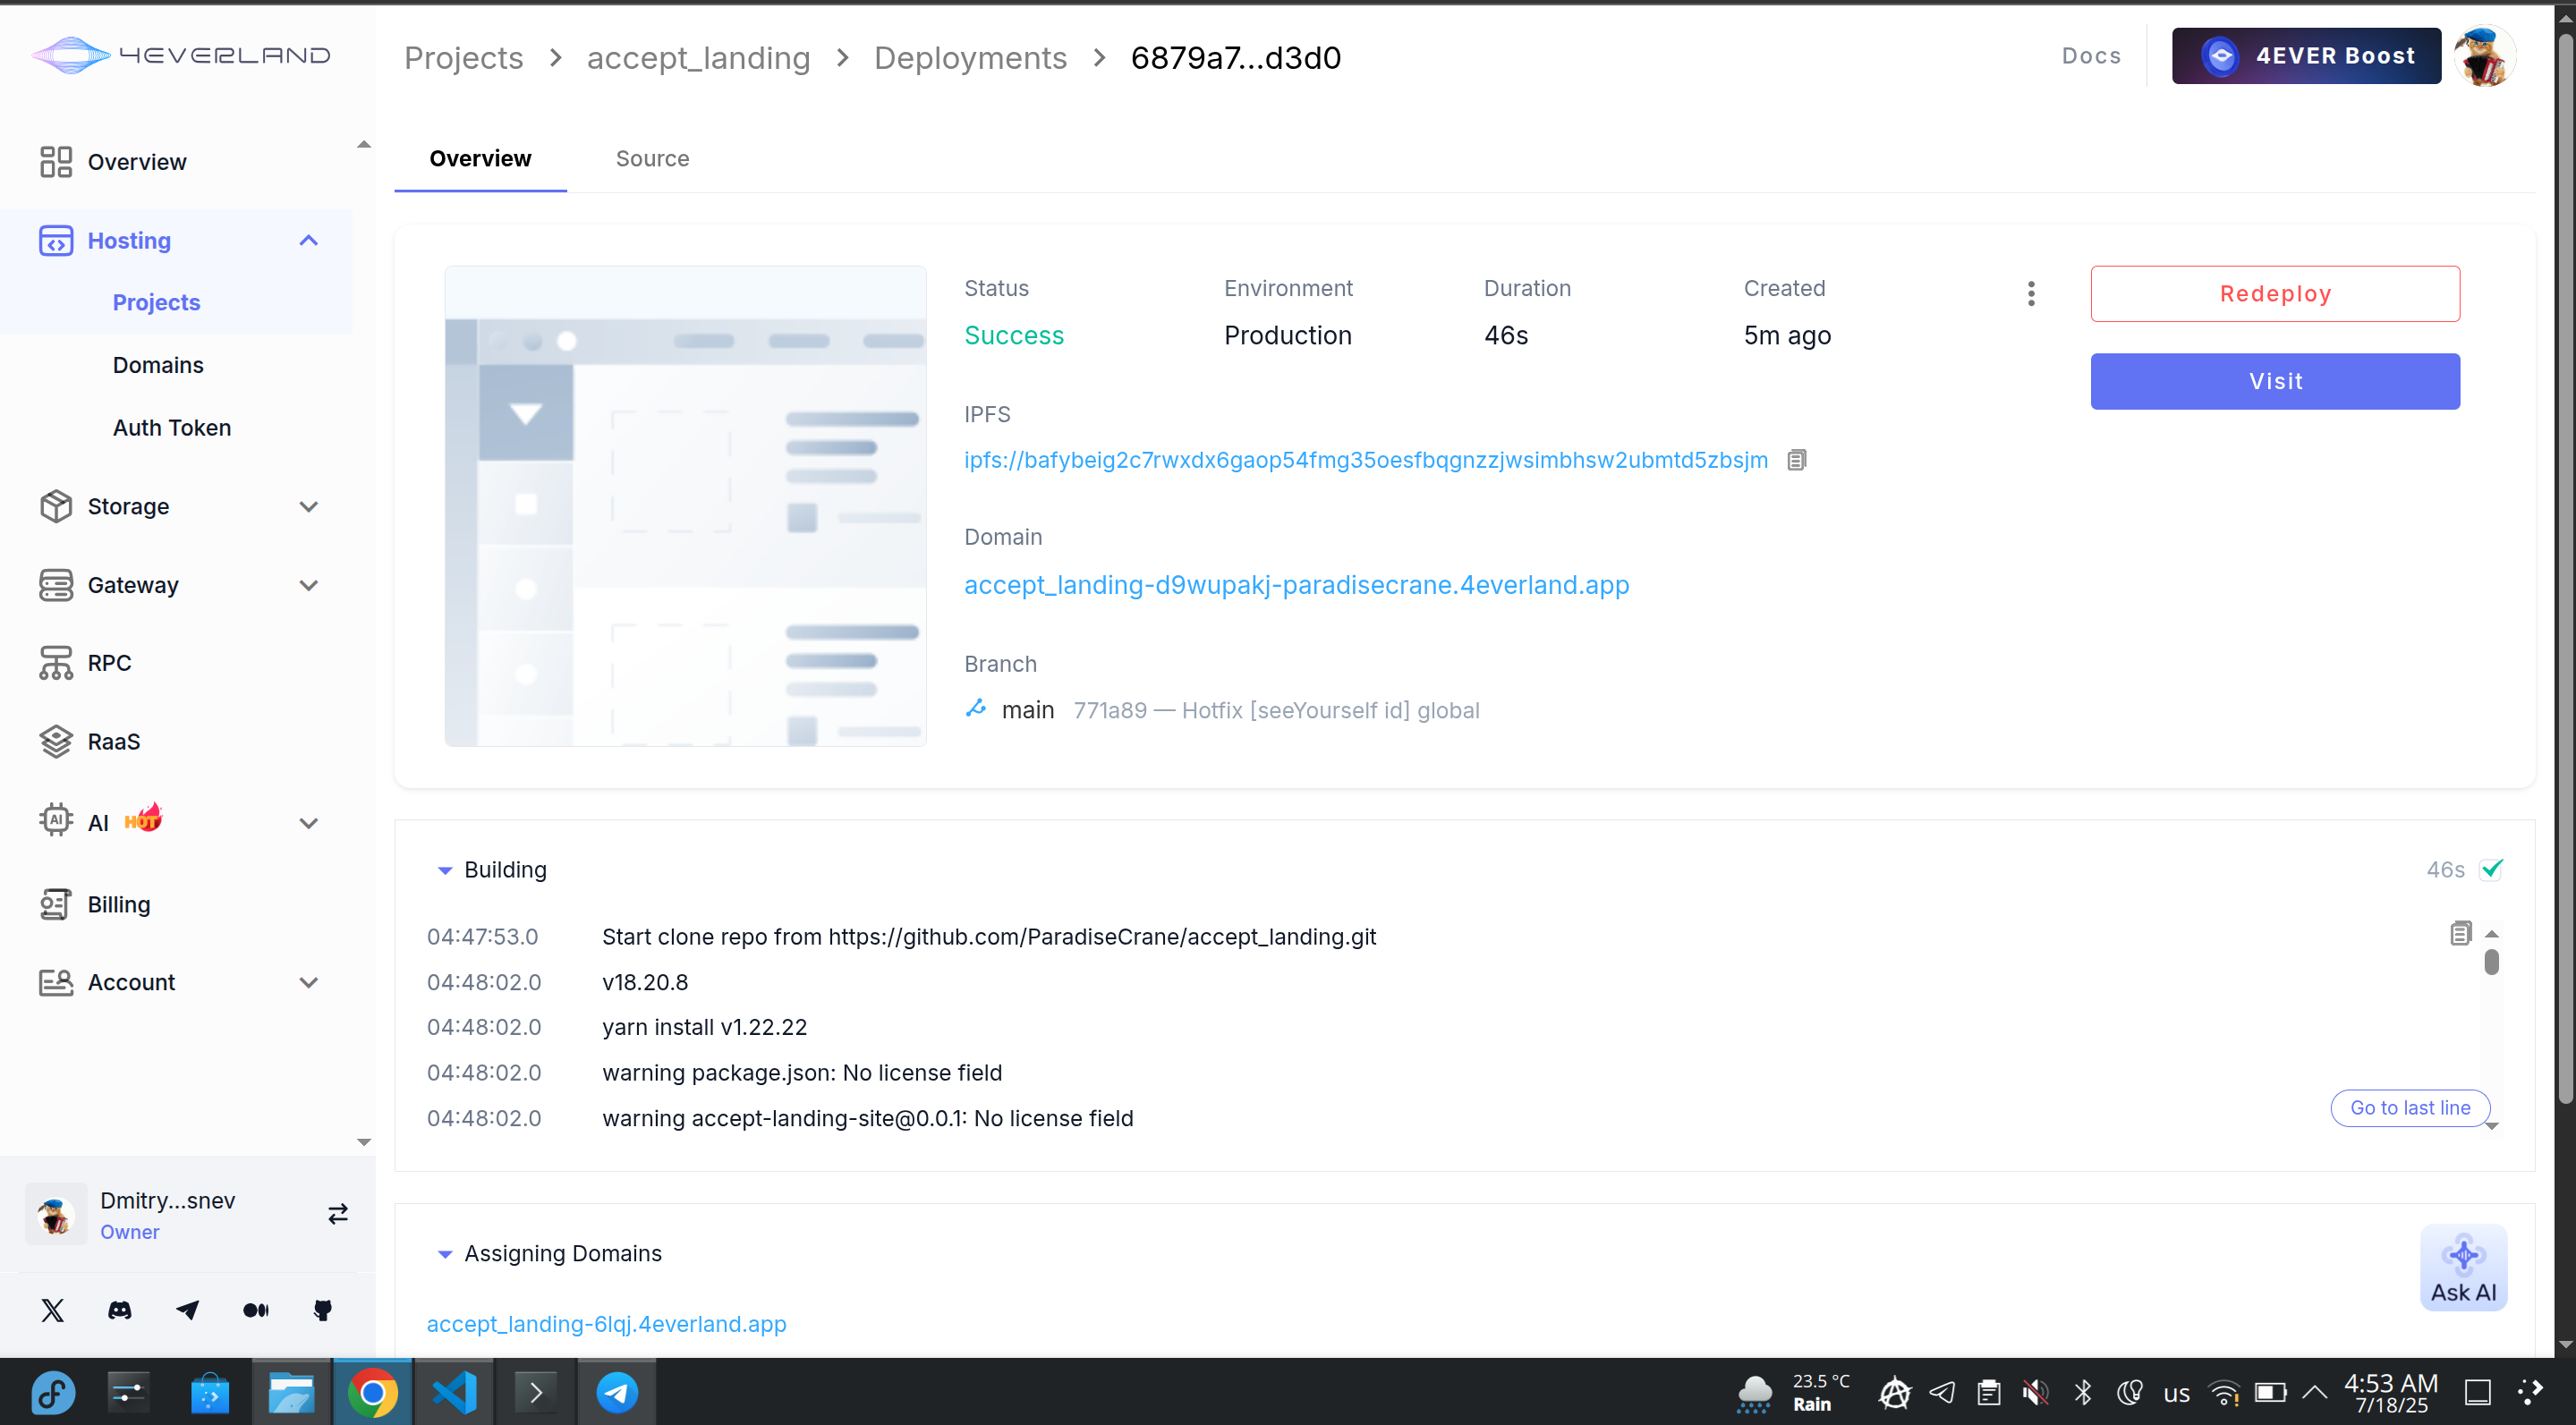 4EVERLAND
Projects > accept_landing > Deployments > 6879a7...d3d0
Docs
4EVER Boost
Overview
Hosting
Projects
Domains
Auth Token
Storage
Gateway
RPC
RaaS
AI HOT
Billing
Account
Dmitry...snev
Owner
Overview
Source
Status
Environment
Duration
Created
Success
Production
46s
5m ago
Redeploy
Visit
IPFS
ipfs://bafybeig2c7rwxdx6gaop54fmg35oesfbqgnzzjwsimbhsw2ubmtd5zbsjm
Domain
accept_landing-d9wupakj-paradisecrane.4everland.app
Branch
main 771a89 — Hotfix [seeYourself id] global
Building
46s
04:47:53.0 Start clone repo from https://github.com/ParadiseCrane/accept_landing.git
04:48:02.0 v18.20.8
04:48:02.0 yarn install v1.22.22
04:48:02.0 warning package.json: No license field
04:48:02.0 warning accept-landing-site@0.0.1: No license field
Go to last line
Assigning Domains
accept_landing-6lqj.4everland.app
Ask AI
23.5 °C
Rain
us
4:53 AM
7/18/25